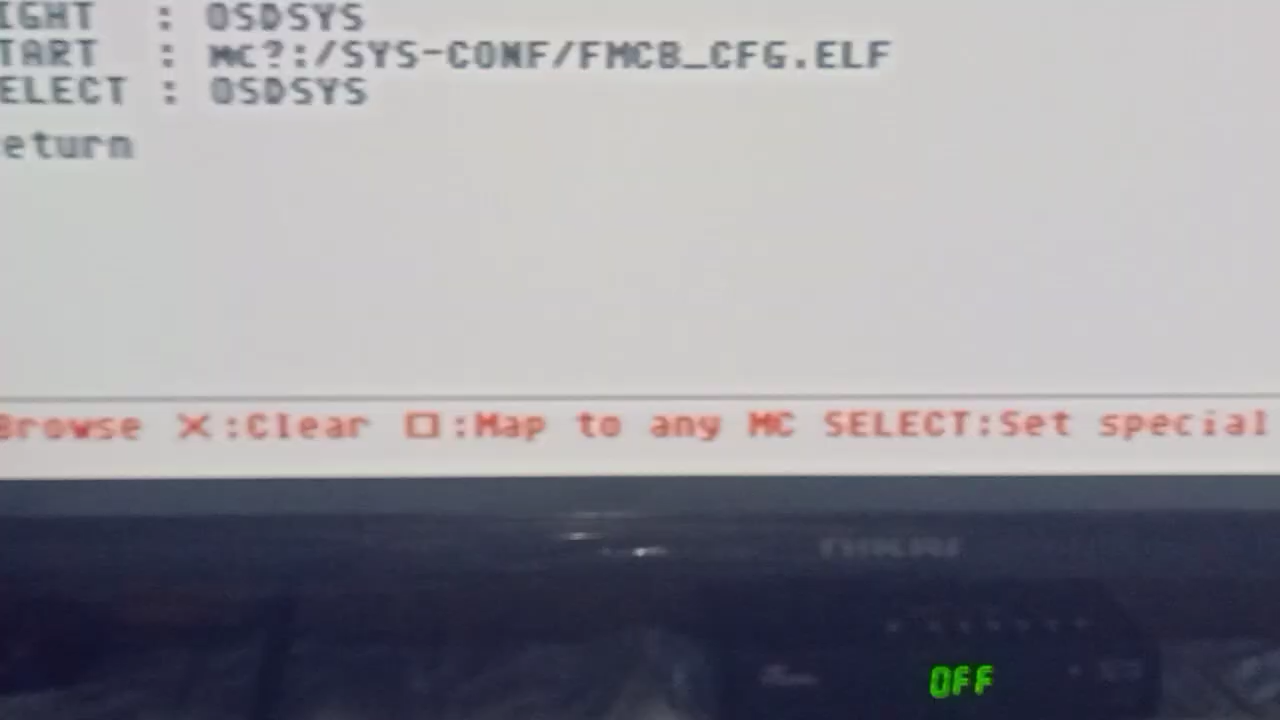 IGHT : OSDSYS
TART : mc?:/SYS-CONF/FMCB_CFG.ELF
ELECT : OSDSYS
eturn
Browse X:Clear □:Map to any MC SELECT:Set special
OFF